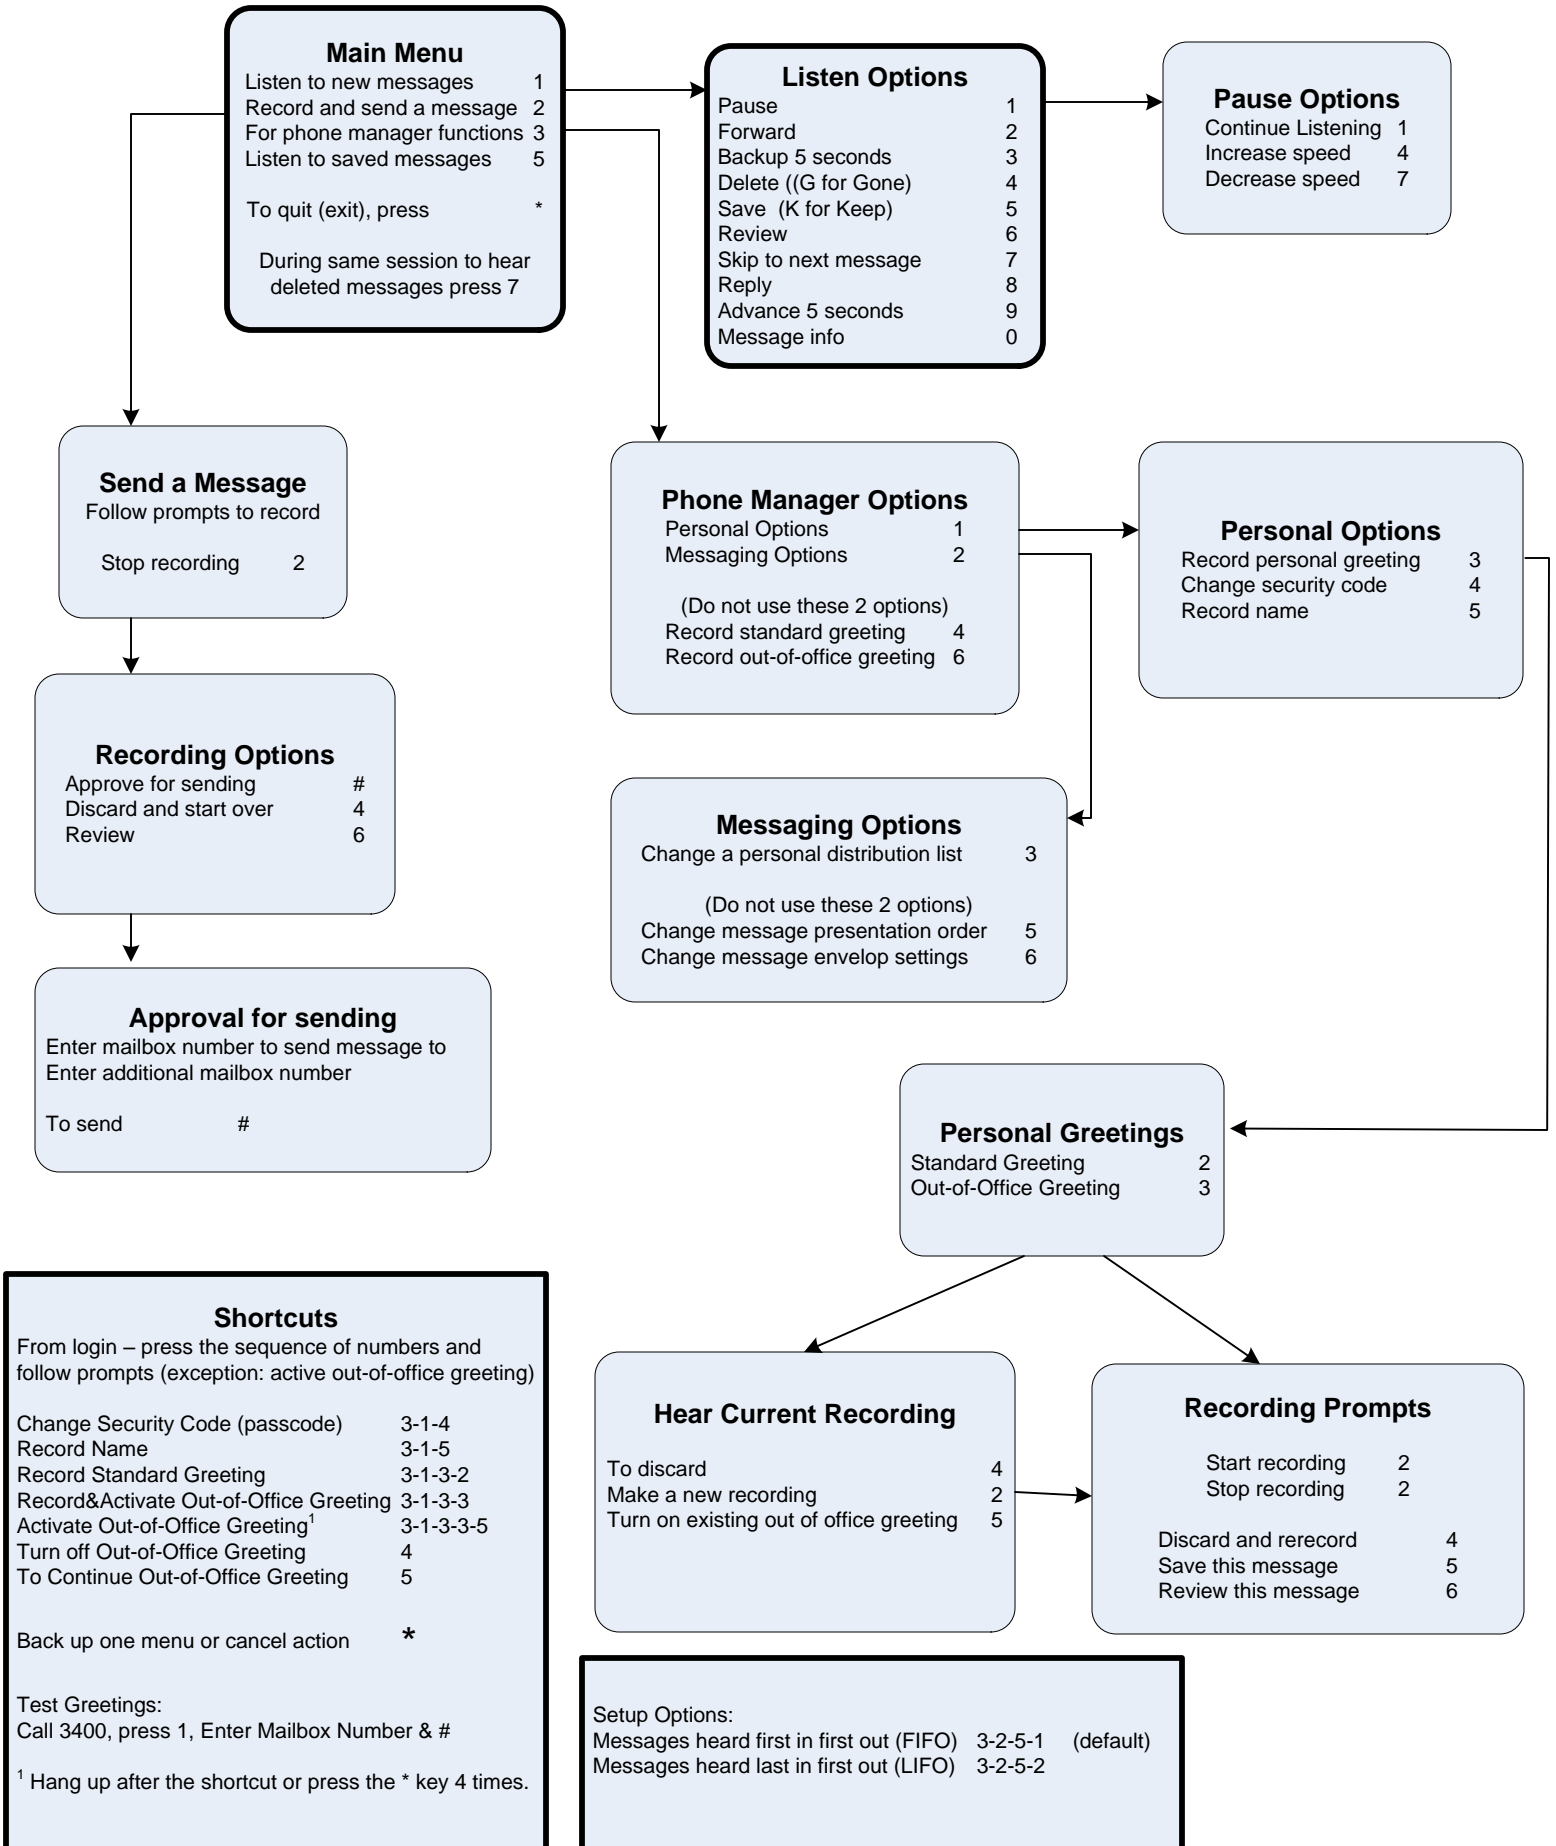 Main Menu
Listen to new messages 1
Record and send a message 2
For phone manager functions 3
Listen to saved messages 5
To quit (exit), press *
During same session to hear
deleted messages press 7
Listen Options
Pause 1
Forward 2
Backup 5 seconds 3
Delete ((G for Gone) 4
Save (K for Keep) 5
Review 6
Skip to next message 7
Reply 8
Advance 5 seconds 9
Message info 0
Pause Options
Continue Listening 1
Increase speed 4
Decrease speed 7
Send a Message
Follow prompts to record
Stop recording 2
Phone Manager Options
Personal Options 1
Messaging Options 2
(Do not use these 2 options)
Record standard greeting 4
Record out-of-office greeting 6
Personal Options
Record personal greeting 3
Change security code 4
Record name 5
Recording Options
Approve for sending #
Discard and start over 4
Review 6
Messaging Options
Change a personal distribution list 3
(Do not use these 2 options)
Change message presentation order 5
Change message envelop settings 6
Approval for sending
Enter mailbox number to send message to
Enter additional mailbox number
To send #
Personal Greetings
Standard Greeting 2
Out-of-Office Greeting 3
Shortcuts
From login – press the sequence of numbers and
follow prompts (exception: active out-of-office greeting)
Change Security Code (passcode) 3-1-4
Record Name 3-1-5
Record Standard Greeting 3-1-3-2
Record&Activate Out-of-Office Greeting 3-1-3-3
Activate Out-of-Office Greeting1 3-1-3-3-5
Turn off Out-of-Office Greeting 4
To Continue Out-of-Office Greeting 5
Back up one menu or cancel action *
Test Greetings:
Call 3400, press 1, Enter Mailbox Number & #
1 Hang up after the shortcut or press the * key 4 times.
Hear Current Recording
To discard 4
Make a new recording 2
Turn on existing out of office greeting 5
Recording Prompts
Start recording 2
Stop recording 2
Discard and rerecord 4
Save this message 5
Review this message 6
Setup Options:
Messages heard first in first out (FIFO) 3-2-5-1 (default)
Messages heard last in first out (LIFO) 3-2-5-2